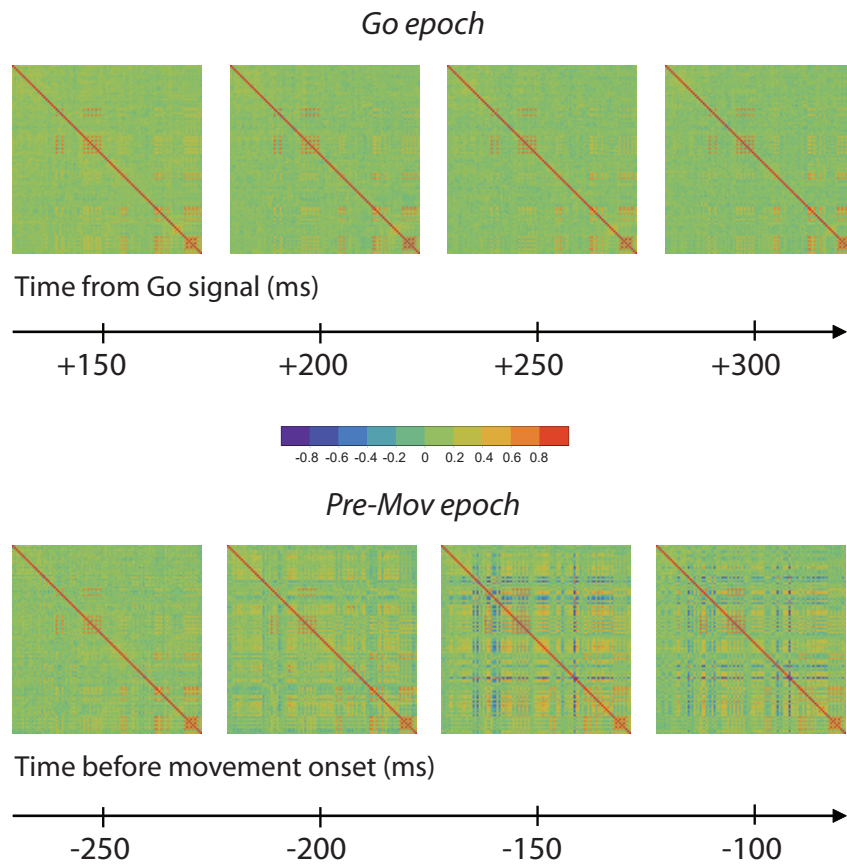 Go epoch
Time from Go signal (ms)
+150 +200 +250 +300
-0.8 -0.6 -0.4 -0.2 0 0.2 0.4 0.6 0.8
Pre-Mov epoch
Time before movement onset (ms)
-250 -200 -150 -100